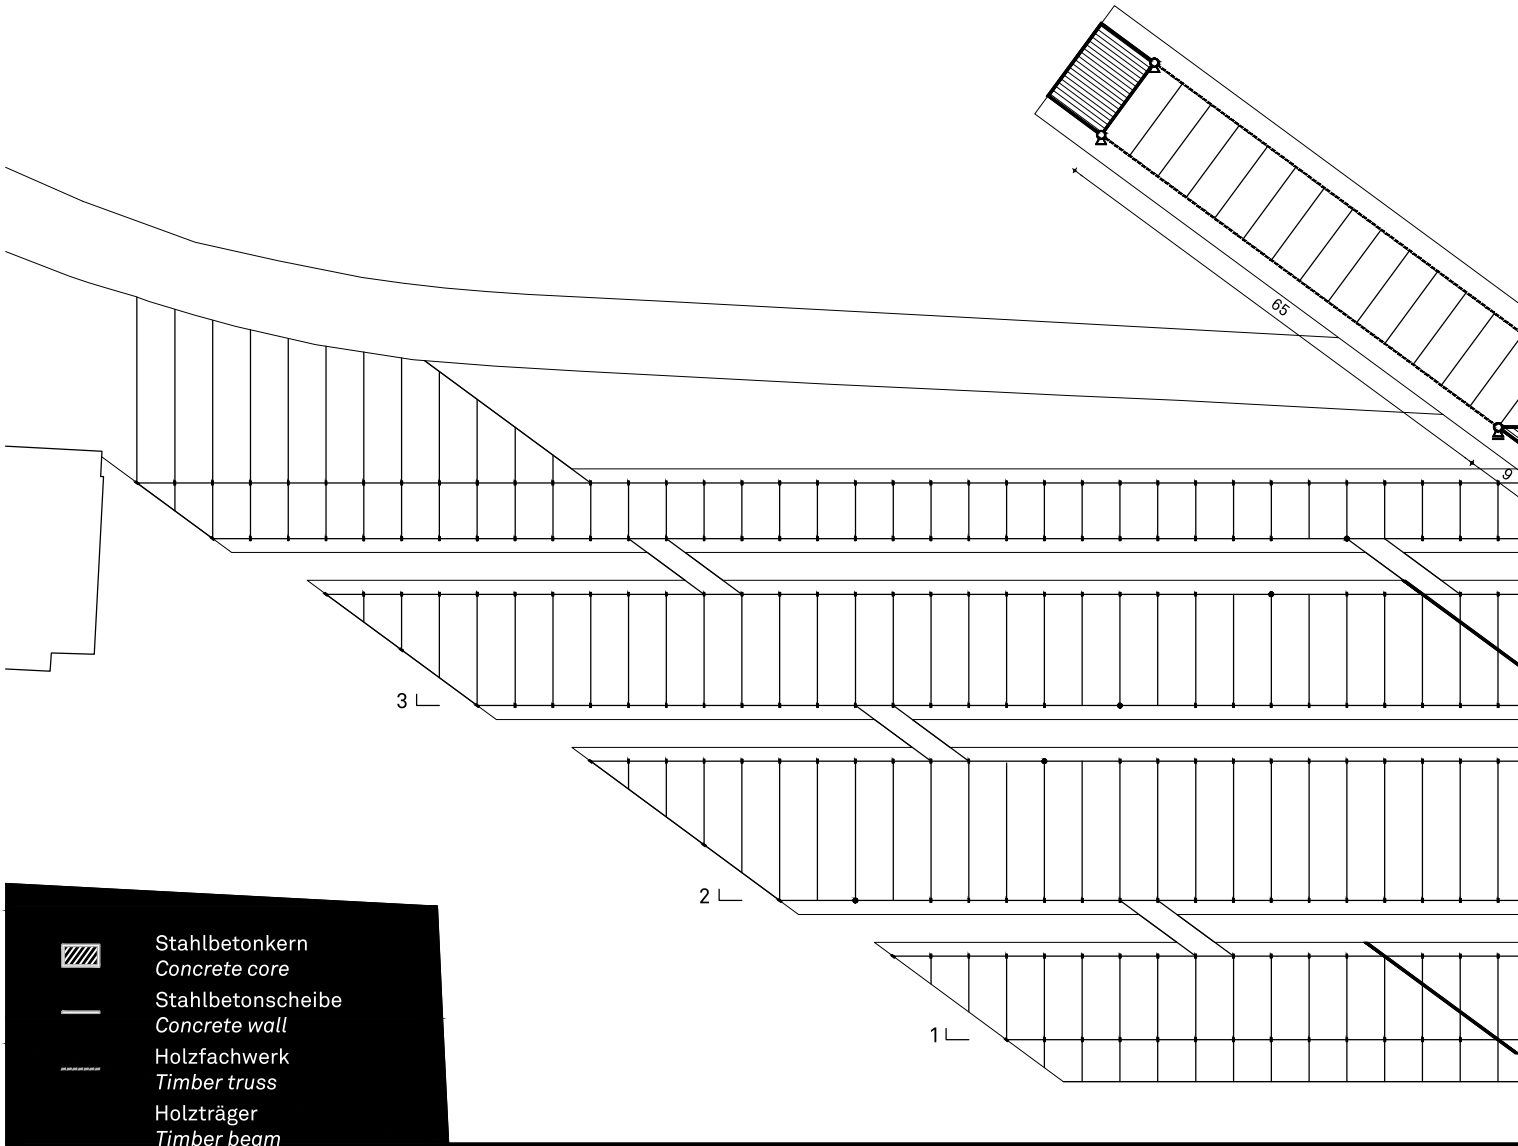 65
9
3
2
1
Stahlbetonkern
Concrete core
Stahlbetonscheibe
Concrete wall
Holzfachwerk
Timber truss
Holzträger
Timber beam